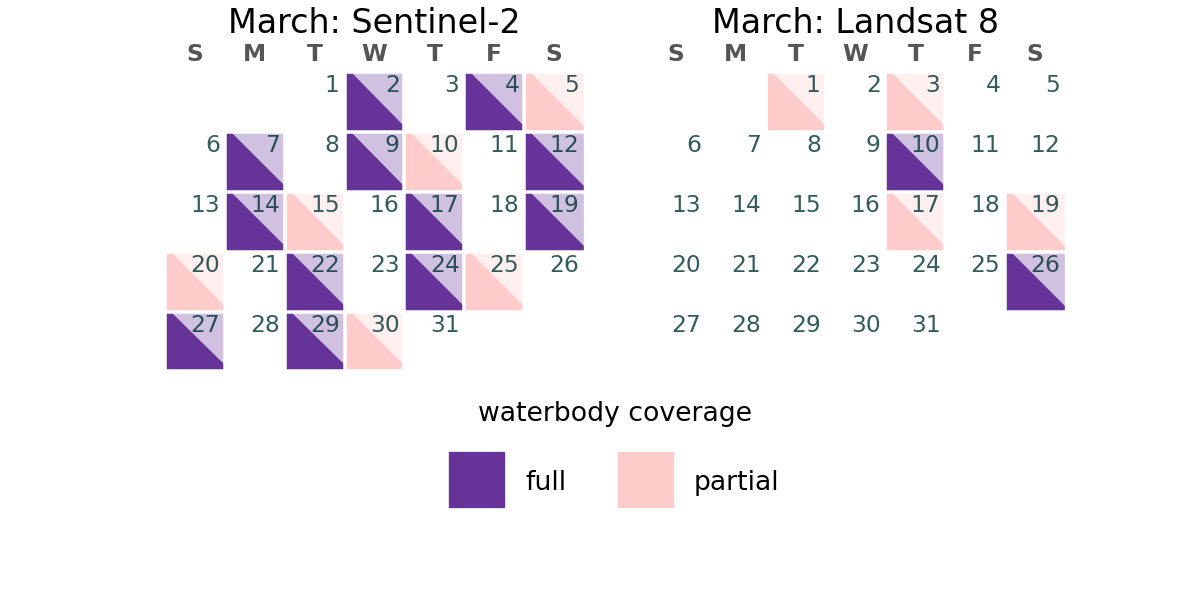 March: Sentinel-2
S M T W T F S
1 2 3 4 5
6 7 8 9 10 11 12
13 14 15 16 17 18 19
20 21 22 23 24 25 26
27 28 29 30 31
March: Landsat 8
S M T W T F S
1 2 3 4 5
6 7 8 9 10 11 12
13 14 15 16 17 18 19
20 21 22 23 24 25 26
27 28 29 30 31
waterbody coverage
full
partial